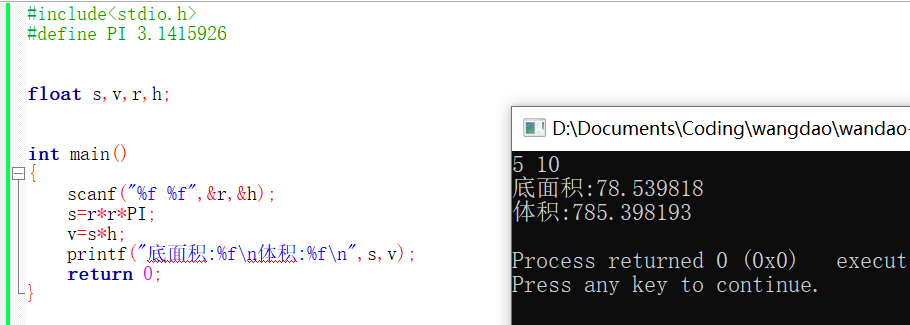 #include<stdio.h>
#define PI 3.1415926
float s,v,r,h;
int main()
{
scanf("%f %f",&r,&h);
s=r*r*PI;
v=s*h;
printf("底面积:%f\n体积:%f\n",s,v);
return 0;
}
D:\Documents\Coding\wangdao\wandao-
5 10
底面积:78.539818
体积:785.398193
Process returned 0 (0x0) execut
Press any key to continue.